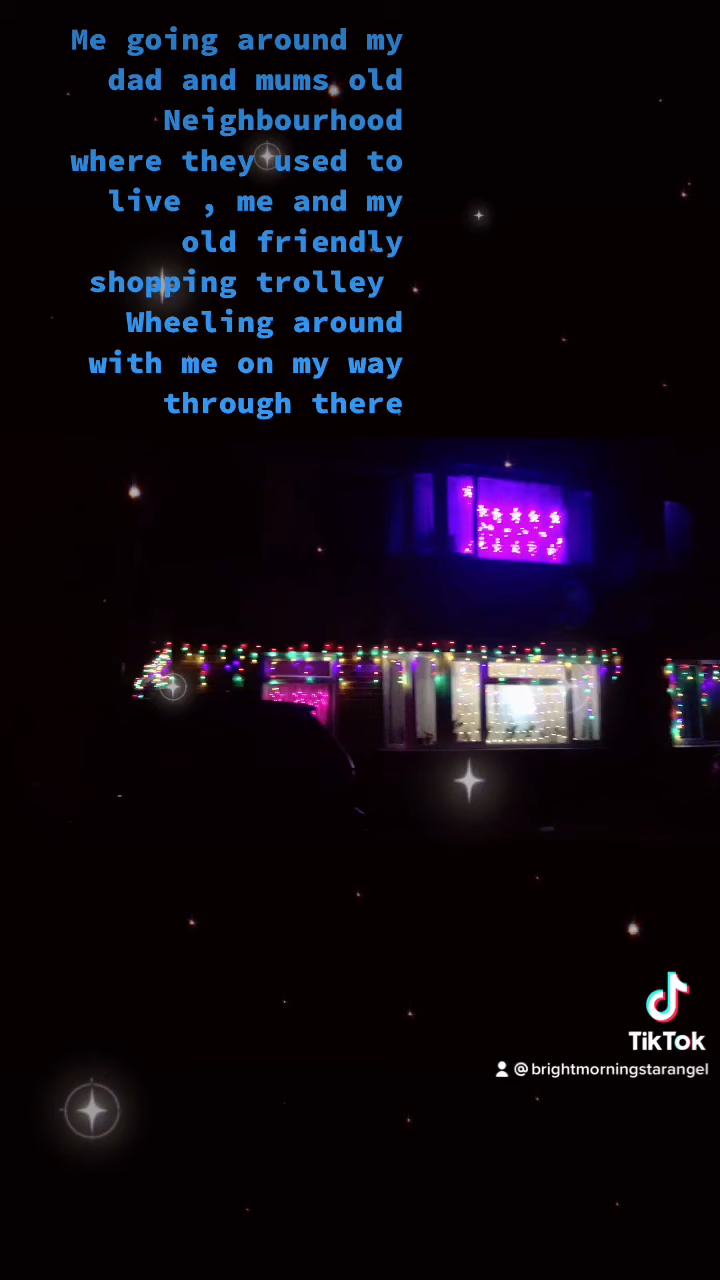 Me going around my
dad and mums old
Neighbourhood
where they used to
live , me and my
old friendly
shopping trolley
Wheeling around
with me on my way
through there
TikTok
@brightmorningstarangel